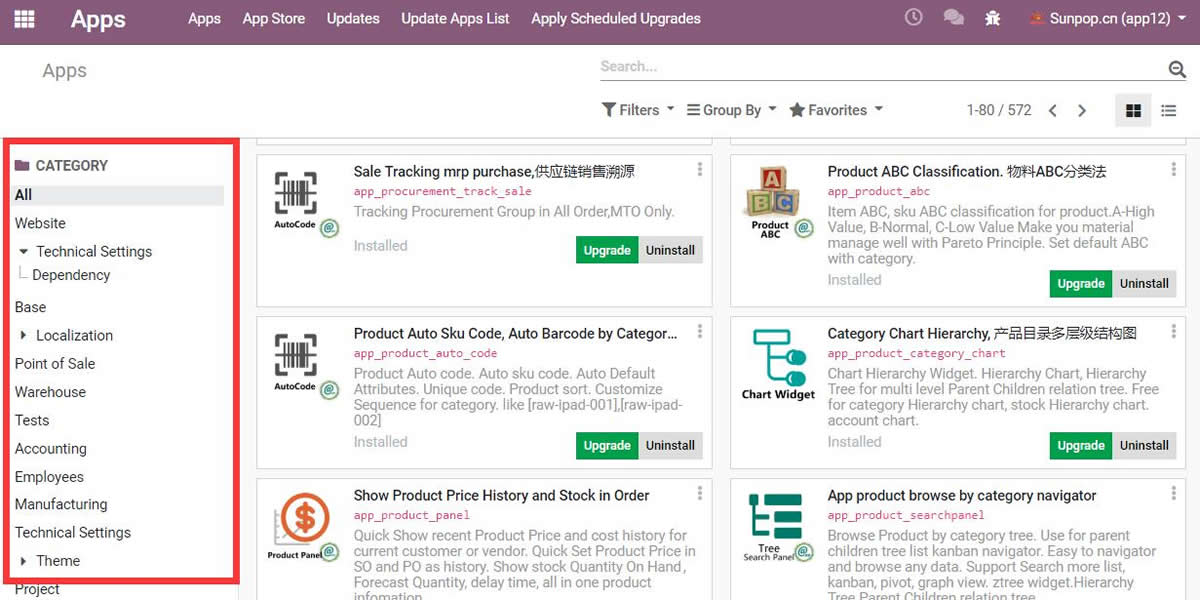 Apps Apps App Store Updates Update Apps List Apply Scheduled Upgrades Sunpop.cn (app12)
Apps
Search...
Filters Group By Favorites 1-80 / 572
CATEGORY
All
Website
Technical Settings
Dependency
Base
Localization
Point of Sale
Warehouse
Tests
Accounting
Employees
Manufacturing
Technical Settings
Theme
Project
AutoCode
Sale Tracking mrp purchase,供应链销售溯源
app_procurement_track_sale
Tracking Procurement Group in All Order,MTO Only.
Installed
Upgrade Uninstall
A
B C
Product
ABC
Product ABC Classification. 物料ABC分类法
app_product_abc
Item ABC, sku ABC classification for product.A-High
Value, B-Normal, C-Low Value Make you material
manage well with Pareto Principle. Set default ABC
with category.
Installed
Upgrade Uninstall
AutoCode
Product Auto Sku Code, Auto Barcode by Categor...
app_product_auto_code
Product Auto code. Auto sku code. Auto Default
Attributes. Unique code. Product sort. Customize
Sequence for category. like [raw-ipad-001],[raw-ipad-
002]
Installed
Upgrade Uninstall
Chart Widget
Category Chart Hierarchy, 产品目录多层级结构图
app_product_category_chart
Chart Hierarchy Widget. Hierarchy Chart, Hierarchy
Tree for multi level Parent Children relation tree. Free
for category Hierarchy chart, stock Hierarchy chart.
account chart.
Installed
Upgrade Uninstall
$
Product Panel
Show Product Price History and Stock in Order
app_product_panel
Quick Show recent Product Price and cost history for
current customer or vendor. Quick Set Product Price in
SO and PO as history. Show stock Quantity On Hand,
Forecast Quantity, delay time, all in one product
infomation.
Tree
Search Panel
App product browse by category navigator
app_product_searchpanel
Browse Product by category tree. Use for parent
children tree list kanban navigator. Easy to navigator
and browse any data. Support Search more list,
kanban, pivot, graph view. ztree widget.Hierarchy
Tree Parent Children relation tree.